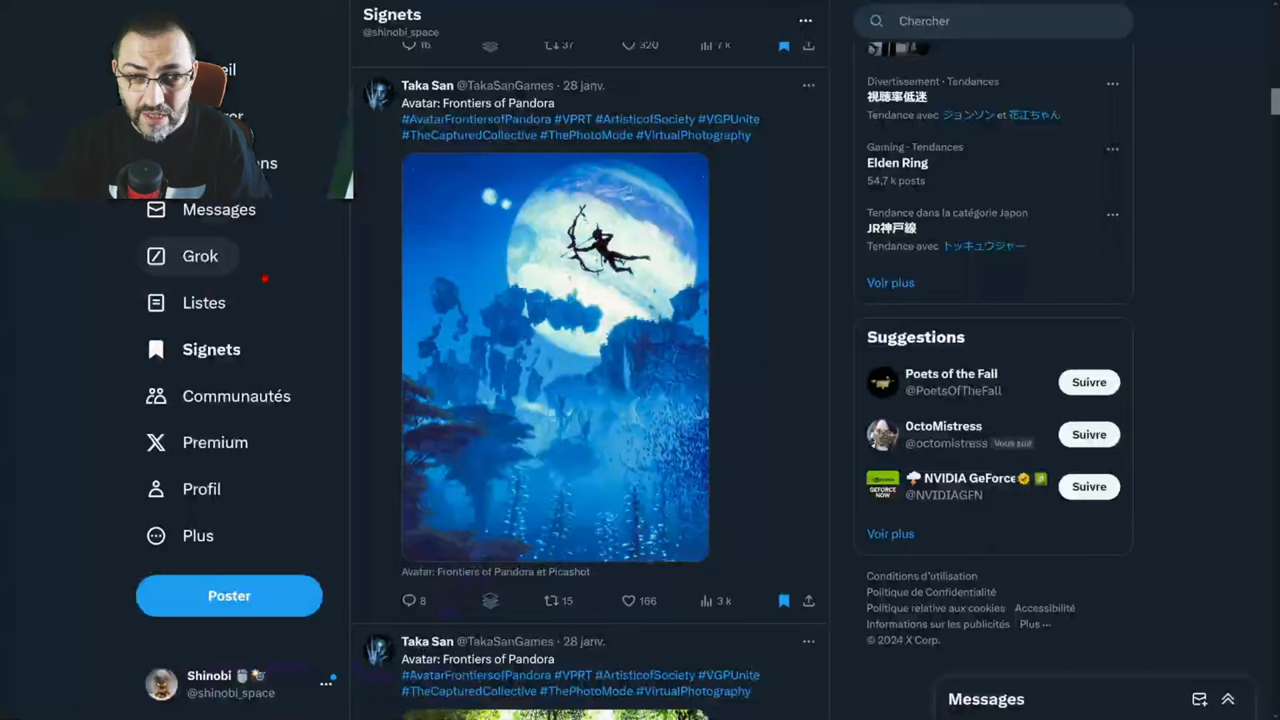 Signets
@shinobi_space
16
37
320
7 k
Taka San @TakaSanGames · 28 janv.
Avatar: Frontiers of Pandora
#AvatarFrontiersofPandora #VPRT #ArtisticofSociety #VGPUnite
#TheCapturedCollective #ThePhotoMode #VirtualPhotography
Avatar: Frontiers of Pandora et Picashot
8
15
166
3 k
Taka San @TakaSanGames · 28 janv.
Avatar: Frontiers of Pandora
#AvatarFrontiersofPandora #VPRT #ArtisticofSociety #VGPUnite
#TheCapturedCollective #ThePhotoMode #VirtualPhotography
Messages
Grok
Listes
Signets
Communautés
Premium
Profil
Plus
Poster
Shinobi
@shinobi_space
Chercher
Divertissement · Tendances
視聴率低迷
Tendance avec ジョンソン et 花江ちゃん
Gaming · Tendances
Elden Ring
54,7 k posts
Tendance dans la catégorie Japon
JR神戸線
Tendance avec トッキュウジャー
Voir plus
Suggestions
Poets of the Fall
@PoetsOfTheFall
Suivre
OctoMistress
@octomistress Vous suit
Suivre
NVIDIA GeForce
@NVIDIAGFN
Suivre
Voir plus
Conditions d'utilisation
Politique de Confidentialité
Politique relative aux cookies Accessibilité
Informations sur les publicités Plus ···
© 2024 X Corp.
Messages